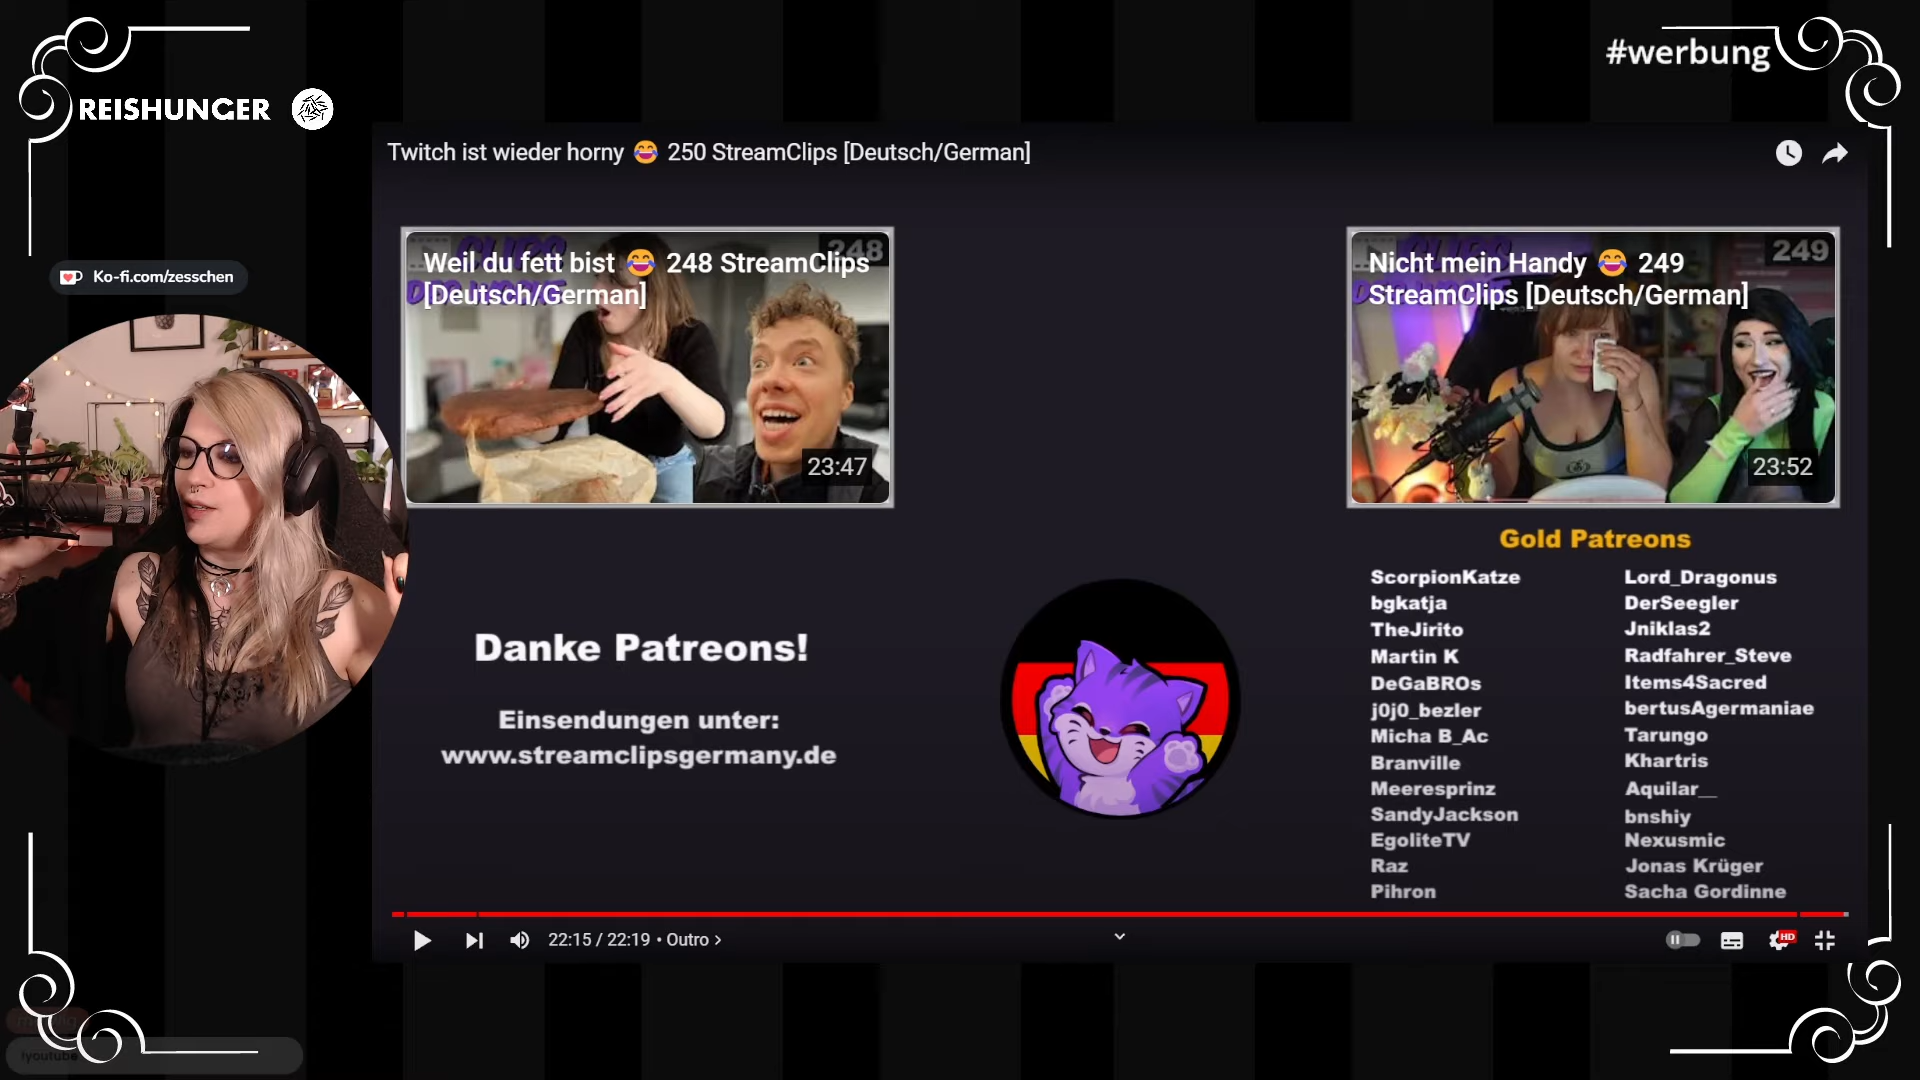 #werbung
REISHUNGER
Twitch ist wieder horny 😂 250 StreamClips [Deutsch/German]
Ko-fi.com/zesschen
248
Weil du fett bist 😂 248 StreamClips
[Deutsch/German]
23:47
249
Nicht mein Handy 😂 249
StreamClips [Deutsch/German]
23:52
Gold Patreons
ScorpionKatze
bgkatja
TheJirito
Martin K
DeGaBROs
j0j0_bezler
Micha B_Ac
Branville
Meeresprinz
SandyJackson
EgoliteTV
Raz
Pihron
Lord_Dragonus
DerSeegler
Jniklas2
Radfahrer_Steve
Items4Sacred
bertusAgermaniae
Tarungo
Khartris
Aquilar__
bnshiy
Nexusmic
Jonas Krüger
Sacha Gordinne
Danke Patreons!
Einsendungen unter:
www.streamclipsgermany.de
22:15 / 22:19 • Outro ›
HD
!youtube